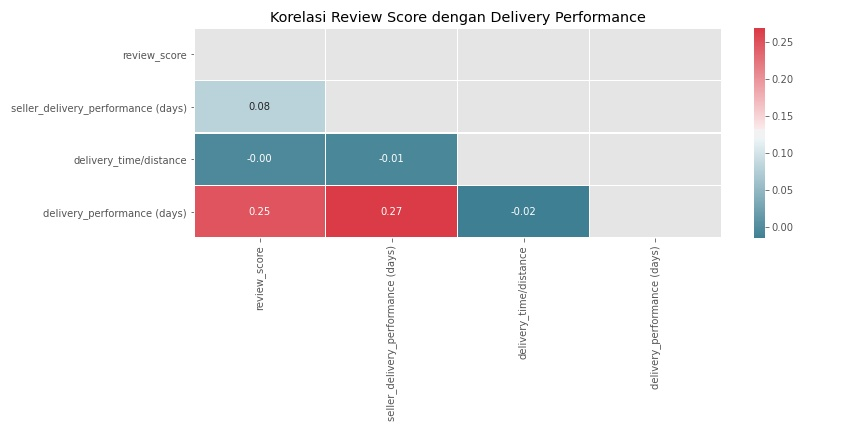 Korelasi Review Score dengan Delivery Performance
review_score
seller_delivery_performance (days)
0.08
delivery_time/distance
-0.00
-0.01
delivery_performance (days)
0.25
0.27
-0.02
review_score
seller_delivery_performance (days)
delivery_time/distance
delivery_performance (days)
0.25
0.20
0.15
0.10
0.05
0.00